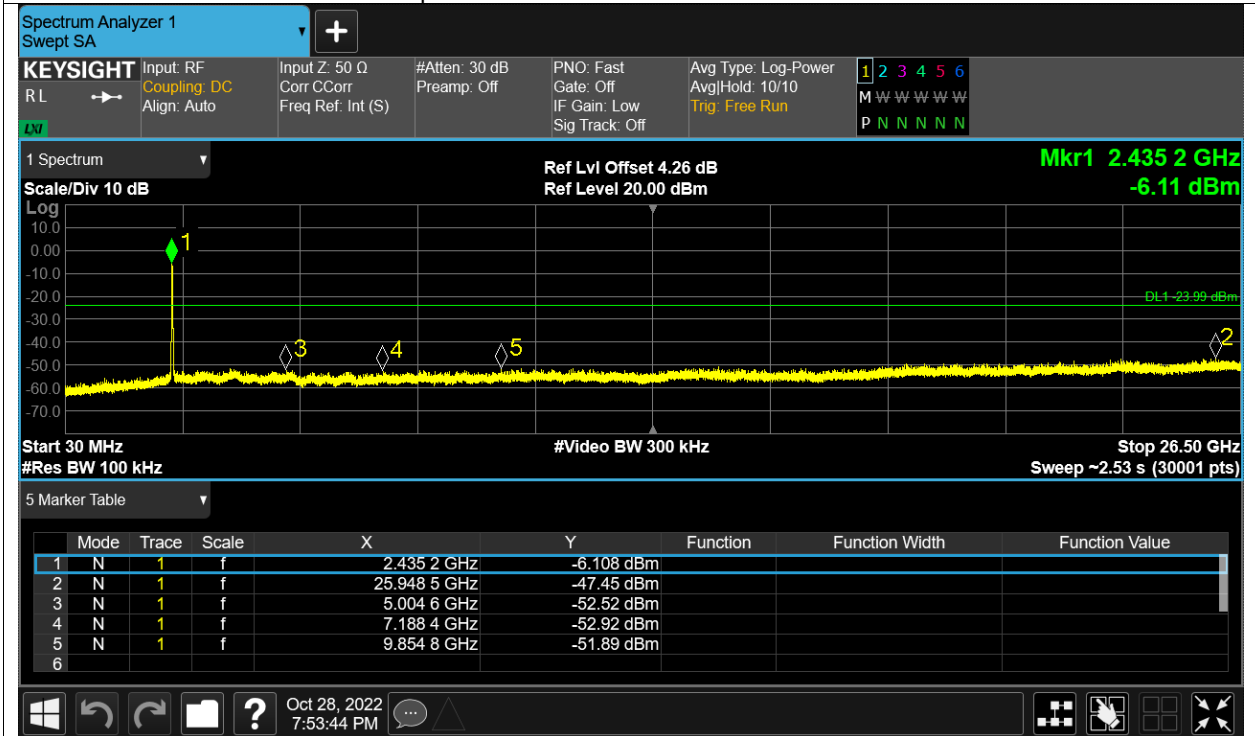 Spectrum Analyzer 1
Swept SA
+
KEYSIGHT Input: RF Input Z: 50 Ω #Atten: 30 dB PNO: Fast Avg Type: Log-Power 1 2 3 4 5 6
R L Coupling: DC Corr CCorr Preamp: Off Gate: Off Avg|Hold: 10/10 M W W W W W W
Align: Auto Freq Ref: Int (S) IF Gain: Low Trig: Free Run P N N N N N N
LXI Sig Track: Off
1 Spectrum Ref Lvl Offset 4.26 dB Mkr1 2.435 2 GHz
Scale/Div 10 dB Ref Level 20.00 dBm -6.11 dBm
Log
10.0
0.00 1
-10.0
-20.0 DL1 -23.99 dBm
-30.0
-40.0 3 4 5 2
-50.0
-60.0
-70.0
Start 30 MHz #Video BW 300 kHz Stop 26.50 GHz
#Res BW 100 kHz Sweep ~2.53 s (30001 pts)
5 Marker Table
Mode Trace Scale X Y Function Function Width Function Value
1 N 1 f 2.435 2 GHz -6.108 dBm
2 N 1 f 25.948 5 GHz -47.45 dBm
3 N 1 f 5.004 6 GHz -52.52 dBm
4 N 1 f 7.188 4 GHz -52.92 dBm
5 N 1 f 9.854 8 GHz -51.89 dBm
6
? Oct 28, 2022
7:53:44 PM